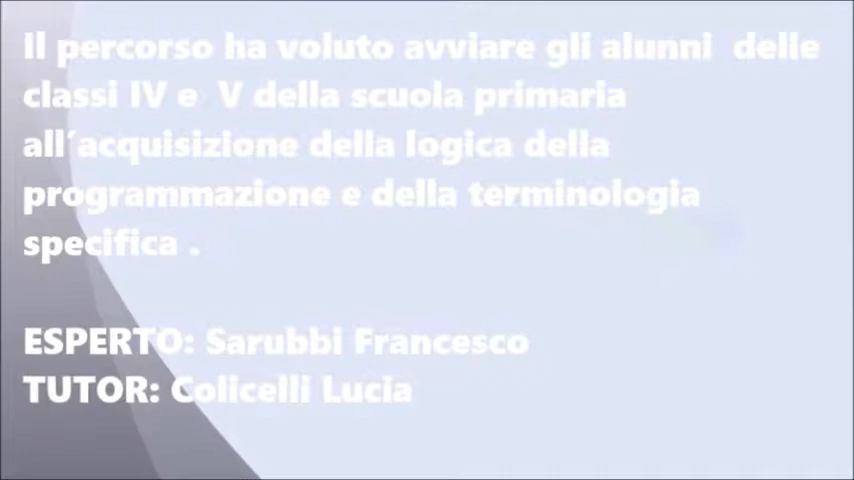 Il percorso ha voluto avviare gli alunni  delle
classi IV e  V della scuola primaria
all´acquisizione della logica della
programmazione e della terminologia
specifica .
ESPERTO: Sarubbi Francesco
TUTOR: Colicelli Lucia